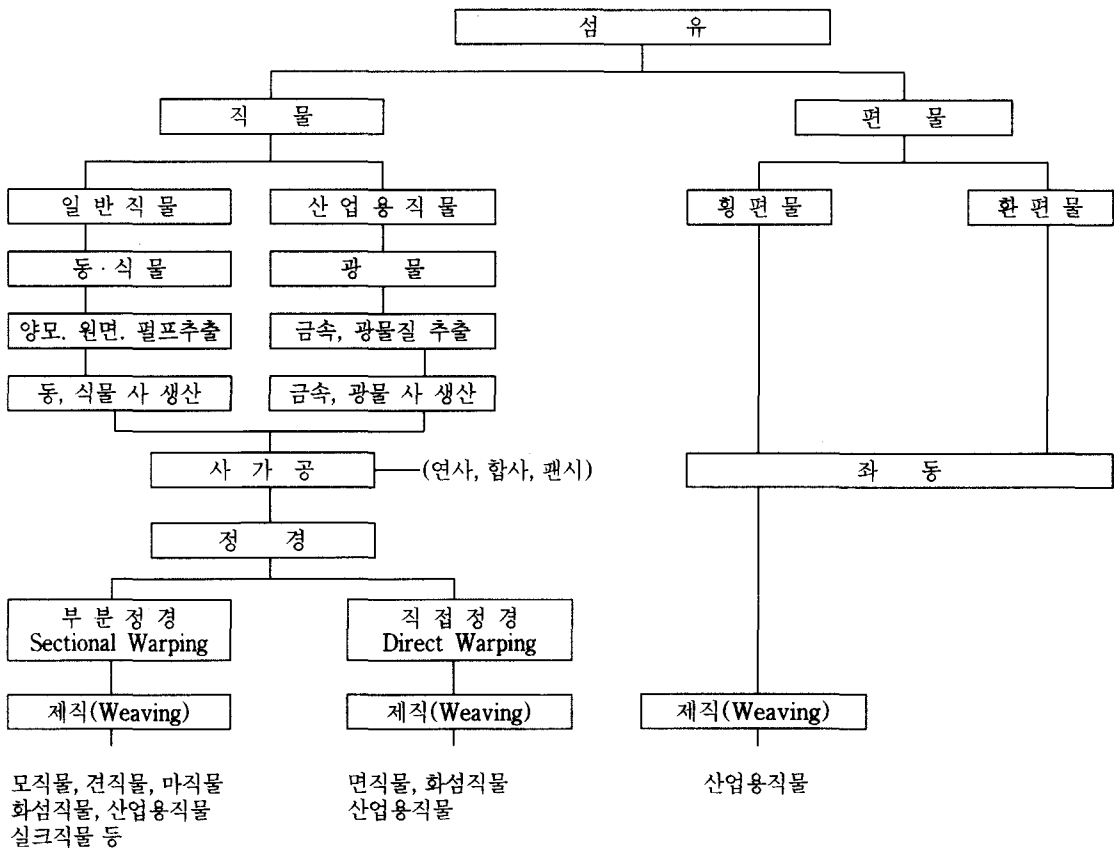 섬 유
직 물
편 물
일 반 직 물
산 업 용 직 물
횡 편 물
환 편 물
동·식 물
광 물
양모. 원면. 펄프추출
금속, 광물질 추출
동, 식물 사 생산
금속, 광물 사 생산
사 가 공
(연사, 합사, 팬시)
좌 동
정 경
부 분 정 경
Sectional Warping
직 접 정 경
Direct Warping
제직(Weaving)
제직(Weaving)
제직(Weaving)
모직물, 견직물, 마직물
화섬직물, 산업용직물
실크직물 등
면직물, 화섬직물
산업용직물
산업용직물